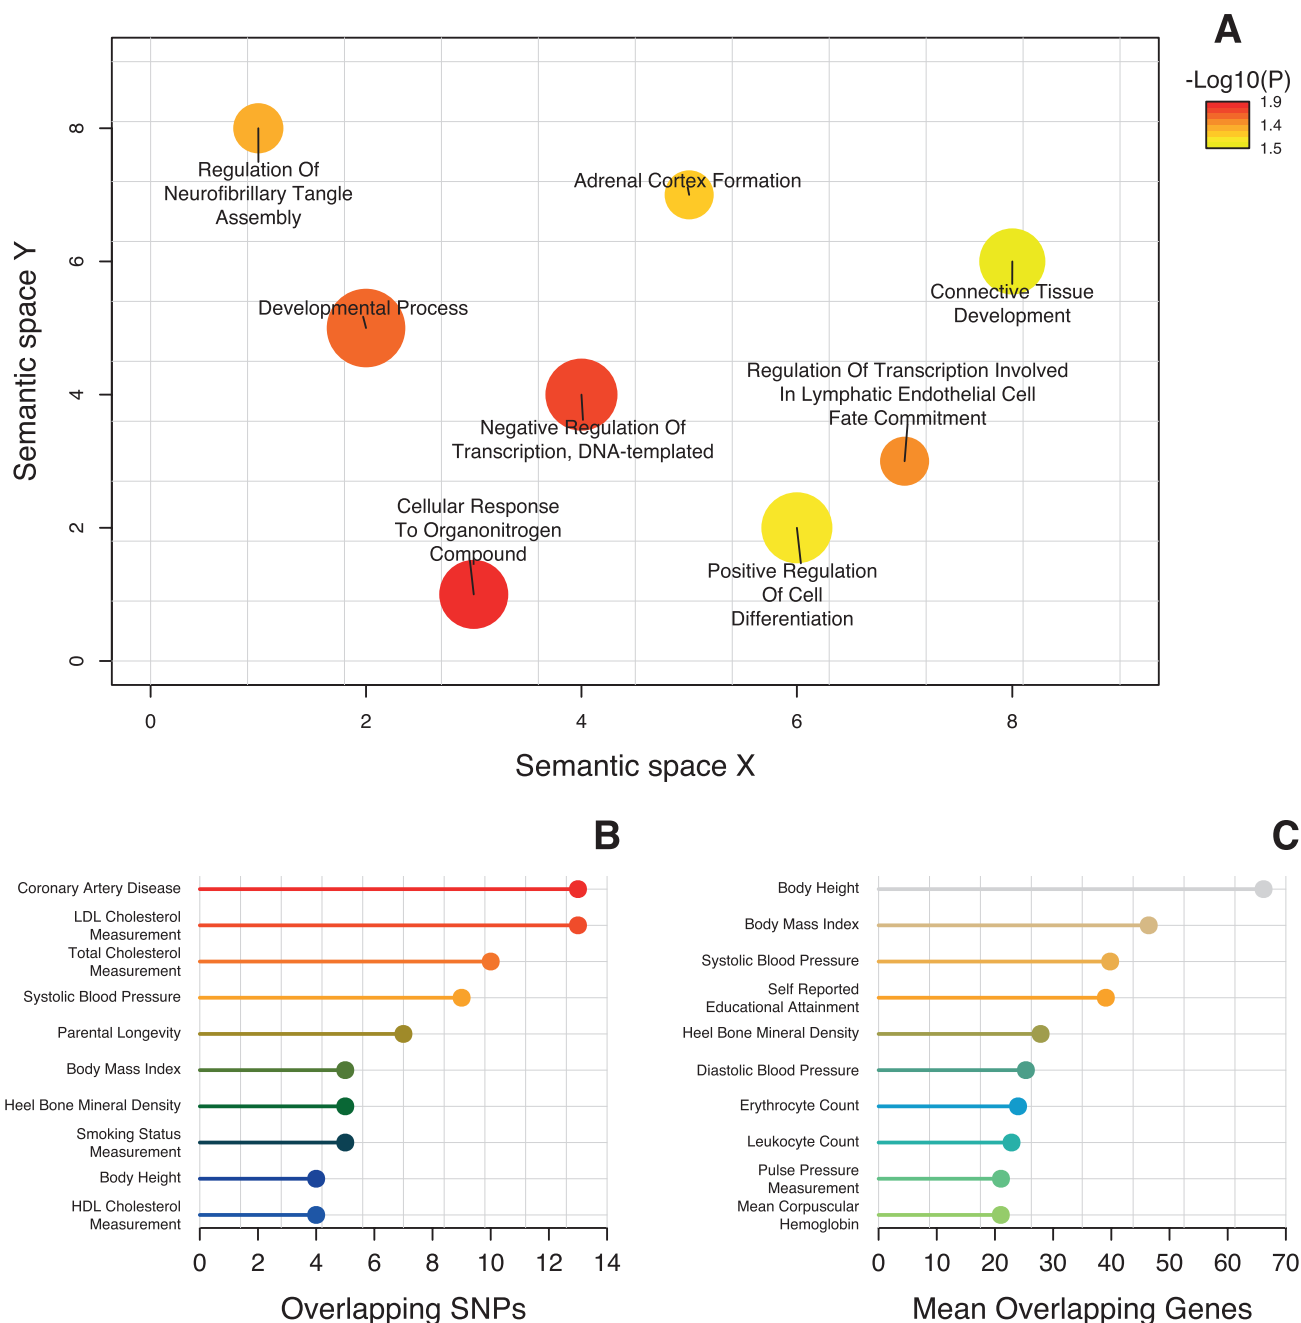 A
-Log10(P)
1.9
1.4
1.5
Semantic space Y
8
6
4
2
0
Regulation Of
Neurofibrillary Tangle
Assembly
Adrenal Cortex Formation
Connective Tissue
Development
Developmental Process
Regulation Of Transcription Involved
In Lymphatic Endothelial Cell
Fate Commitment
Negative Regulation Of
Transcription, DNA-templated
Cellular Response
To Organonitrogen
Compound
Positive Regulation
Of Cell
Differentiation
0 2 4 6 8
Semantic space X
B
Coronary Artery Disease
LDL Cholesterol
Measurement
Total Cholesterol
Measurement
Systolic Blood Pressure
Parental Longevity
Body Mass Index
Heel Bone Mineral Density
Smoking Status
Measurement
Body Height
HDL Cholesterol
Measurement
0 2 4 6 8 10 12 14
Overlapping SNPs
C
Body Height
Body Mass Index
Systolic Blood Pressure
Self Reported
Educational Attainment
Heel Bone Mineral Density
Diastolic Blood Pressure
Erythrocyte Count
Leukocyte Count
Pulse Pressure
Measurement
Mean Corpuscular
Hemoglobin
0 10 20 30 40 50 60 70
Mean Overlapping Genes